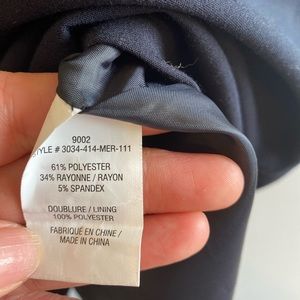 9002
STYLE # 3034-414-MER-111
61% POLYESTER
34% RAYONNE / RAYON
5% SPANDEX
DOUBLURE / LINING
100% POLYESTER
FABRIQUÉ EN CHINE /
MADE IN CHINA